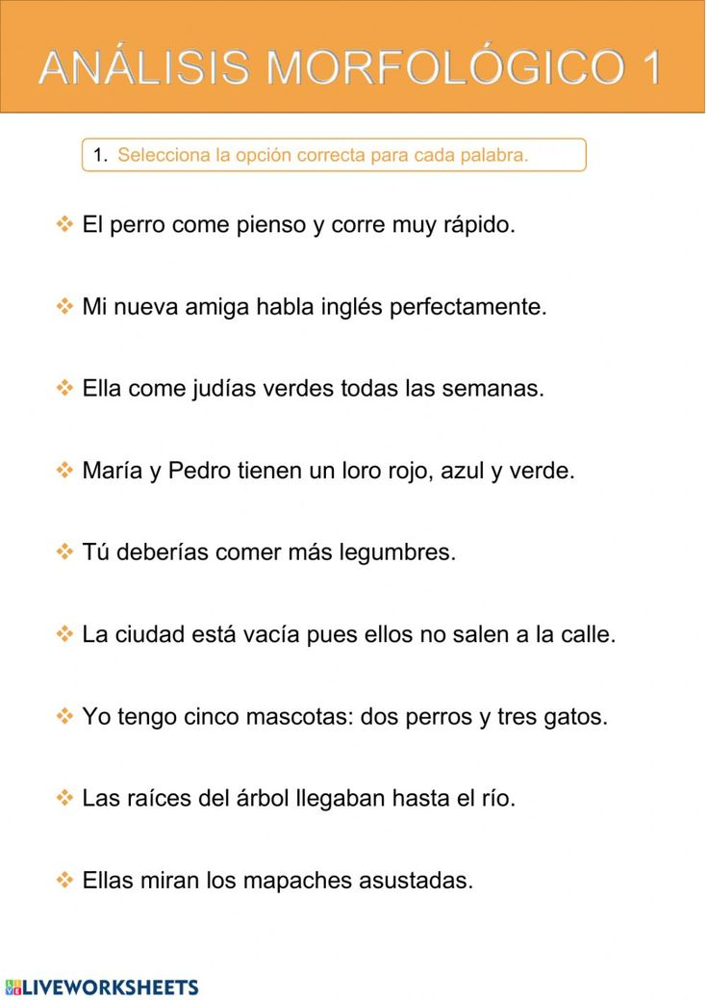 ANÁLISIS MORFOLÓGICO 1
1. Selecciona la opción correcta para cada palabra.
❖ El perro come pienso y corre muy rápido.
❖ Mi nueva amiga habla inglés perfectamente.
❖ Ella come judías verdes todas las semanas.
❖ María y Pedro tienen un loro rojo, azul y verde.
❖ Tú deberías comer más legumbres.
❖ La ciudad está vacía pues ellos no salen a la calle.
❖ Yo tengo cinco mascotas: dos perros y tres gatos.
❖ Las raíces del árbol llegaban hasta el río.
❖ Ellas miran los mapaches asustadas.
LIVE LIVEWORKSHEETS